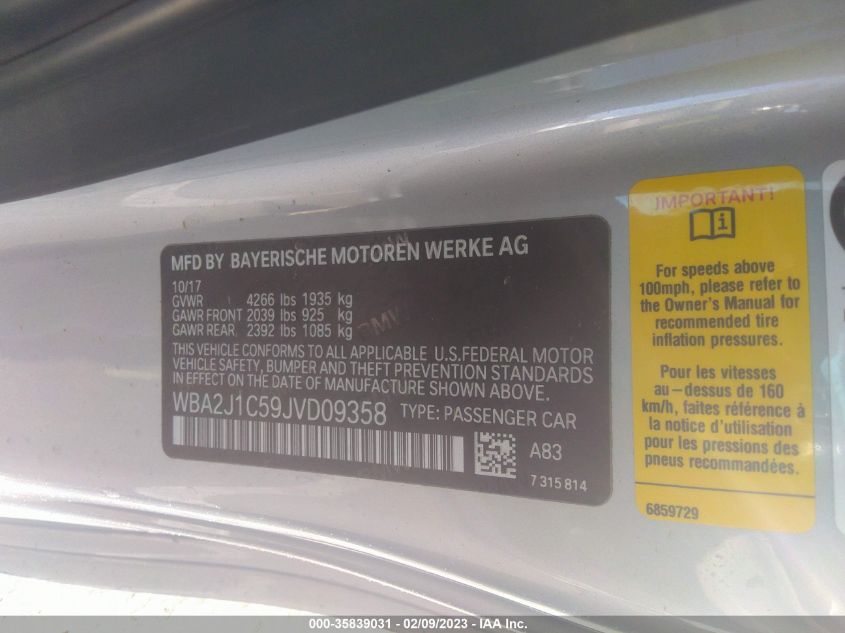 MFD BY BAYERISCHE MOTOREN WERKE AG
10/17
GVWR 4266 lbs 1935 kg
GAWR FRONT 2039 lbs 925 kg
GAWR REAR 2392 lbs 1085 kg
THIS VEHICLE CONFORMS TO ALL APPLICABLE U.S.FEDERAL MOTOR
VEHICLE SAFETY, BUMPER AND THEFT PREVENTION STANDARDS
IN EFFECT ON THE DATE OF MANUFACTURE SHOWN ABOVE.
WBA2J1C59JVD09358 TYPE: PASSENGER CAR
A83
7 315 814
IMPORTANT!
For speeds above
100mph, please refer to
the Owner's Manual for
recommended tire
inflation pressures.
Pour les vitesses
au-dessus de 160
km/h, faites référence à
la notice d'utilisation
pour les pressions des
pneus recommandées.
6859729
000-35839031 - 02/09/2023 - IAAI Inc.